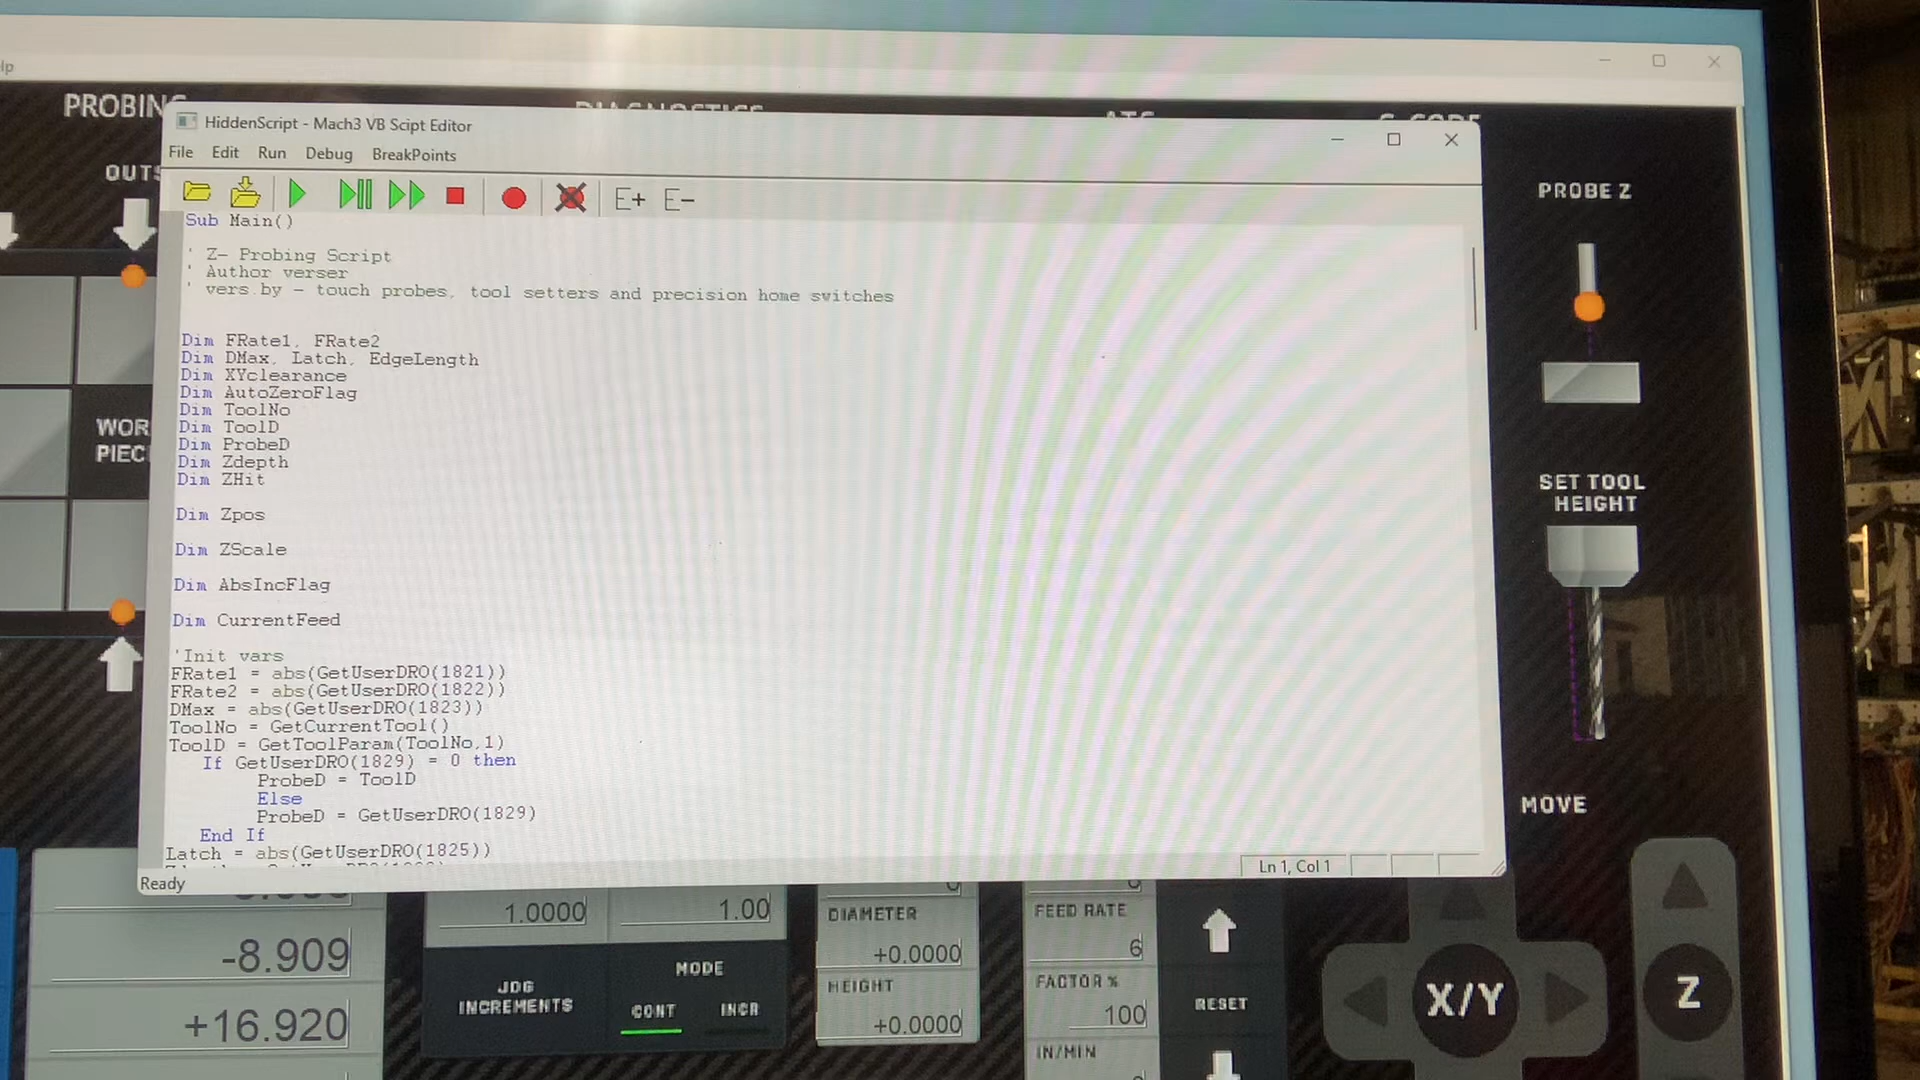 lp
PROBING
DIAGNOSTICS
ATC
G-CODE
HiddenScript - Mach3 VB Scipt Editor
File Edit Run Debug BreakPoints
E+ E-
OUTS
PROBE Z
Sub Main()
' Z- Probing Script
' Author verser
' vers.by - touch probes, tool setters and precision home switches
Dim FRate1, FRate2
Dim DMax, Latch, EdgeLength
Dim XYclearance
Dim AutoZeroFlag
Dim ToolNo
Dim ToolD
Dim ProbeD
Dim Zdepth
Dim ZHit
Dim Zpos
Dim ZScale
Dim AbsIncFlag
Dim CurrentFeed
'Init vars
FRate1 = abs(GetUserDRO(1821))
FRate2 = abs(GetUserDRO(1822))
DMax = abs(GetUserDRO(1823))
ToolNo = GetCurrentTool()
ToolD = GetToolParam(ToolNo,1)
If GetUserDRO(1829) = 0 then
ProbeD = ToolD
Else
ProbeD = GetUserDRO(1829)
End If
Latch = abs(GetUserDRO(1825))
Ready
Ln 1, Col 1
WOR
PIEC
SET TOOL
HEIGHT
MOVE
-8.909
+16.920
1.0000
1.00
JOG
INCREMENTS
MODE
CONT INCR
DIAMETER
+0.0000
HEIGHT
+0.0000
FEED RATE
6
FACTOR %
100
IN/MIN
RESET
X/Y
Z